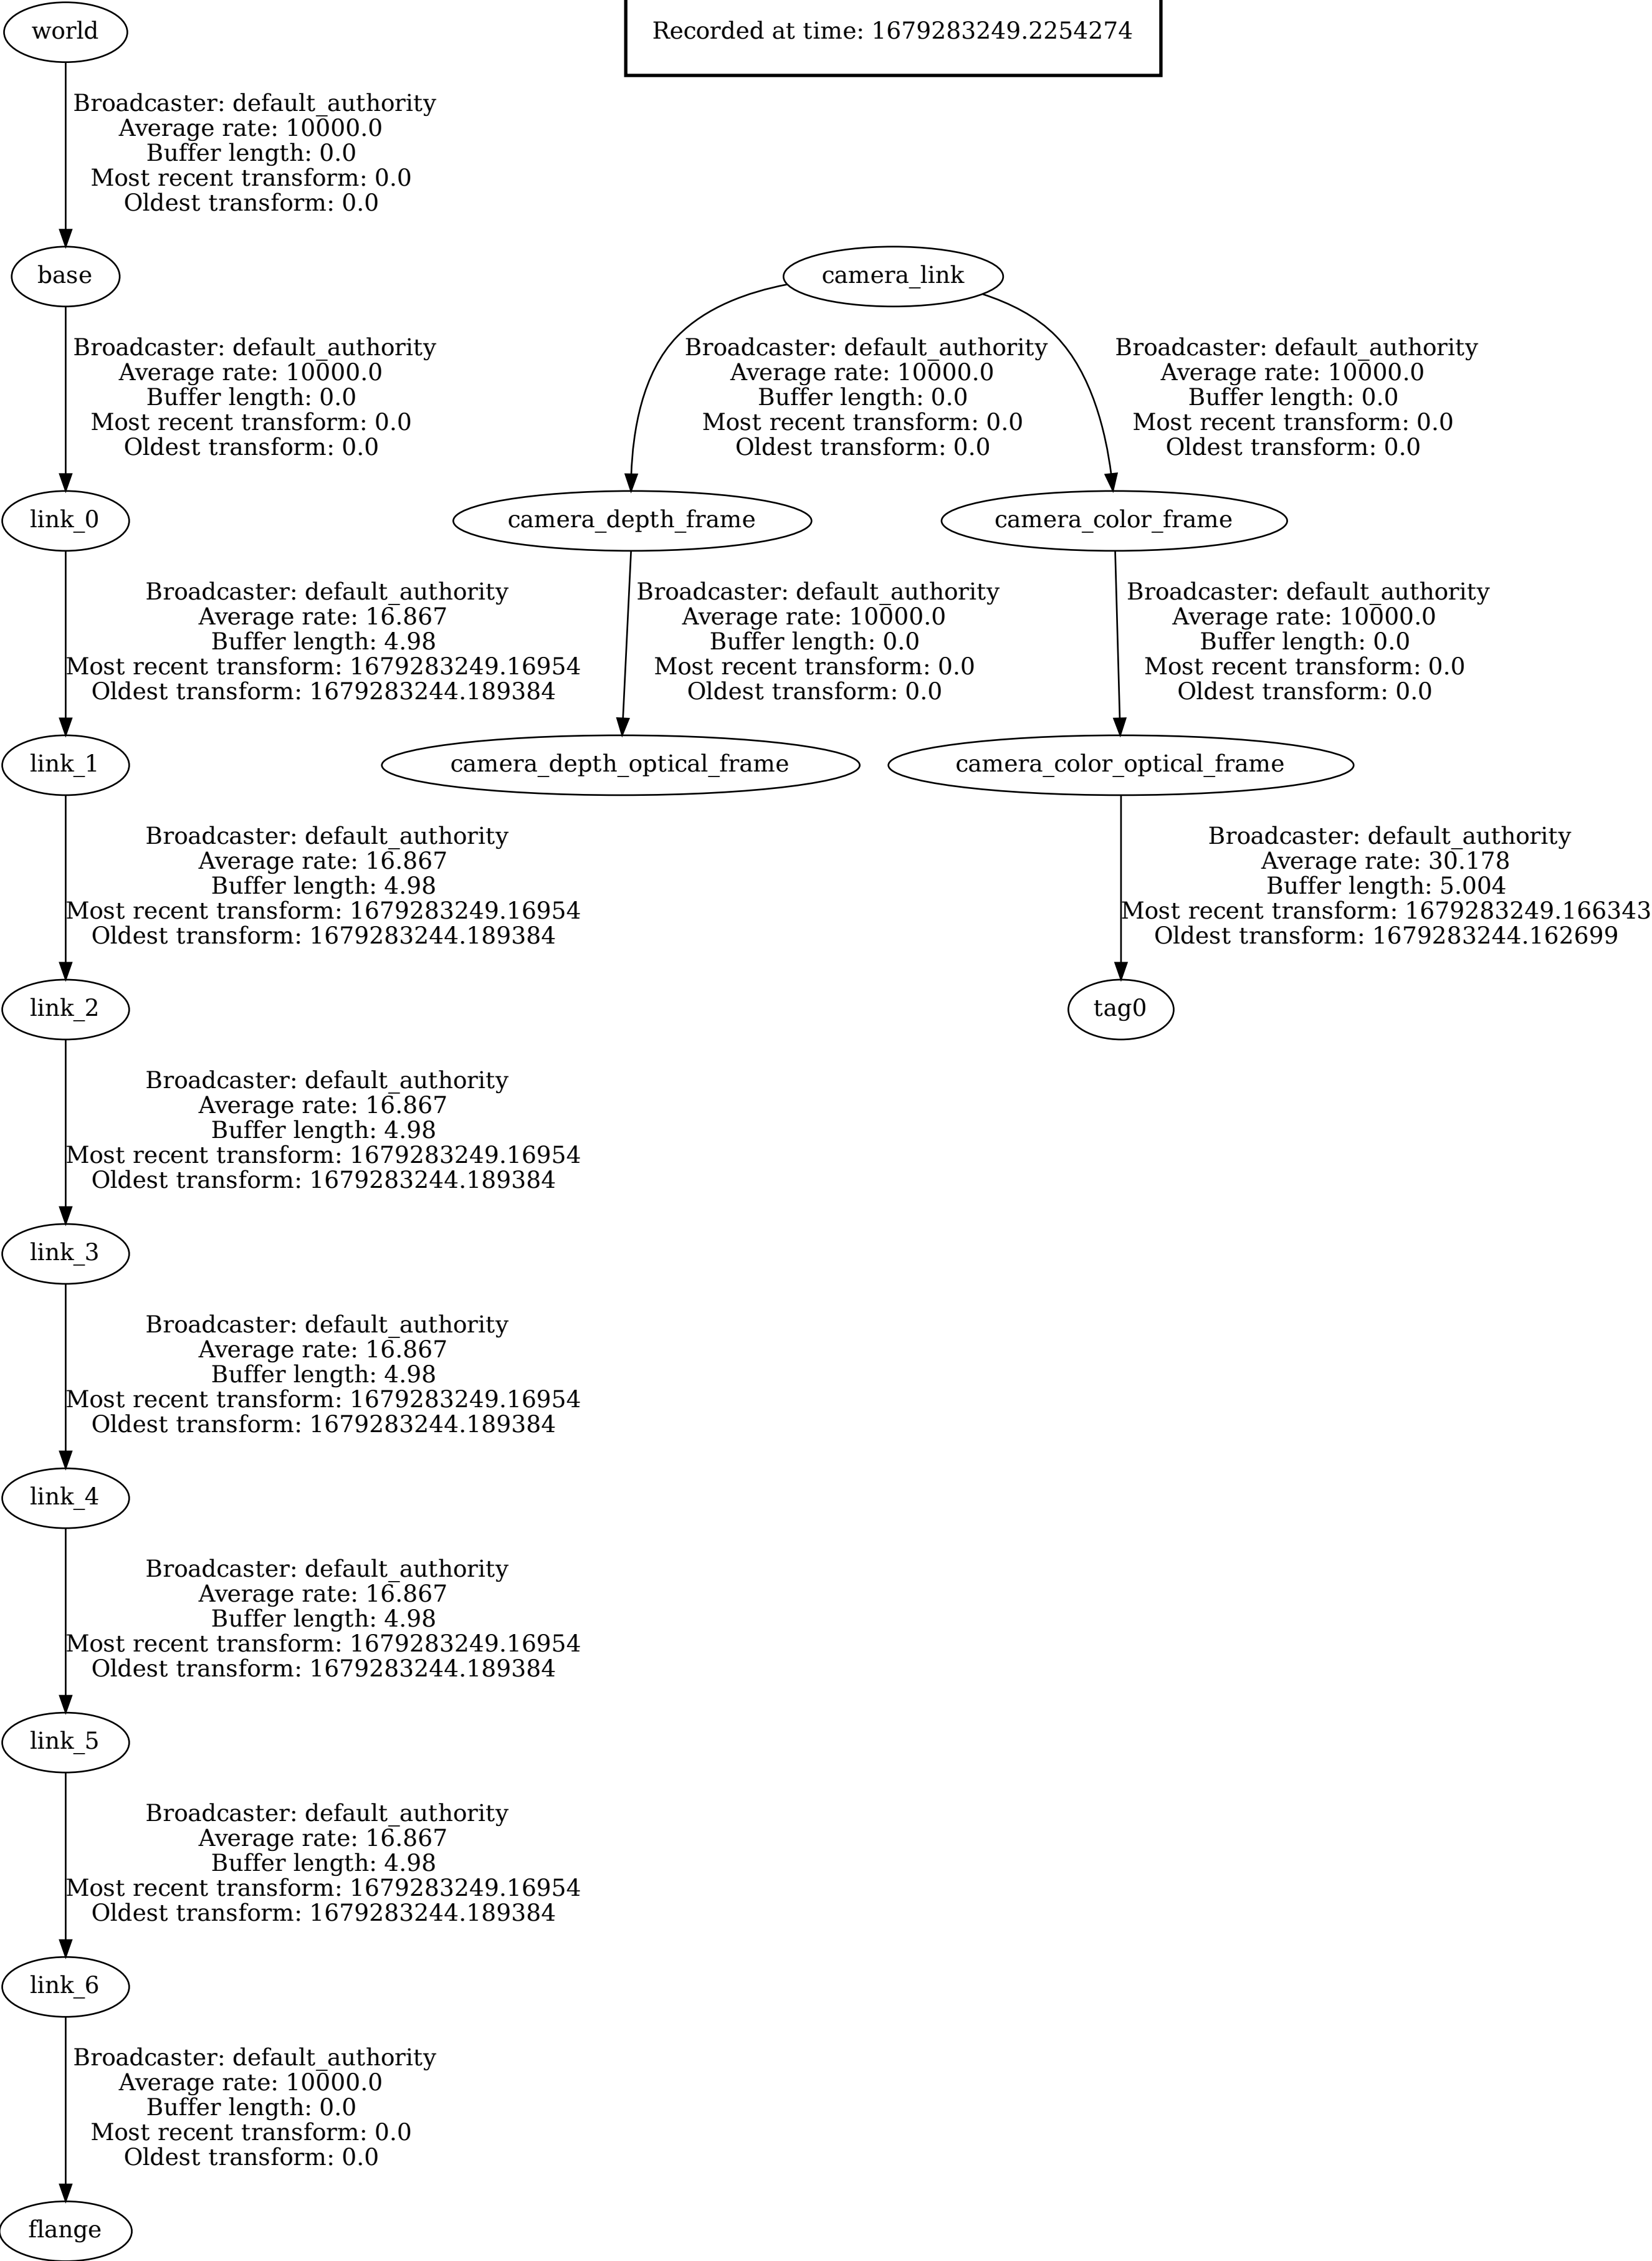 world
Recorded at time: 1679283249.2254274
Broadcaster: default_authority
Average rate: 10000.0
Buffer length: 0.0
Most recent transform: 0.0
Oldest transform: 0.0
base
camera_link
Broadcaster: default_authority
Average rate: 10000.0
Buffer length: 0.0
Most recent transform: 0.0
Oldest transform: 0.0
Broadcaster: default_authority
Average rate: 10000.0
Buffer length: 0.0
Most recent transform: 0.0
Oldest transform: 0.0
Broadcaster: default_authority
Average rate: 10000.0
Buffer length: 0.0
Most recent transform: 0.0
Oldest transform: 0.0
link_0
camera_depth_frame
camera_color_frame
Broadcaster: default_authority
Average rate: 16.867
Buffer length: 4.98
Most recent transform: 1679283249.16954
Oldest transform: 1679283244.189384
Broadcaster: default_authority
Average rate: 10000.0
Buffer length: 0.0
Most recent transform: 0.0
Oldest transform: 0.0
Broadcaster: default_authority
Average rate: 10000.0
Buffer length: 0.0
Most recent transform: 0.0
Oldest transform: 0.0
link_1
camera_depth_optical_frame
camera_color_optical_frame
Broadcaster: default_authority
Average rate: 16.867
Buffer length: 4.98
Most recent transform: 1679283249.16954
Oldest transform: 1679283244.189384
Broadcaster: default_authority
Average rate: 30.178
Buffer length: 5.004
Most recent transform: 1679283249.166343
Oldest transform: 1679283244.162699
link_2
tag0
Broadcaster: default_authority
Average rate: 16.867
Buffer length: 4.98
Most recent transform: 1679283249.16954
Oldest transform: 1679283244.189384
link_3
Broadcaster: default_authority
Average rate: 16.867
Buffer length: 4.98
Most recent transform: 1679283249.16954
Oldest transform: 1679283244.189384
link_4
Broadcaster: default_authority
Average rate: 16.867
Buffer length: 4.98
Most recent transform: 1679283249.16954
Oldest transform: 1679283244.189384
link_5
Broadcaster: default_authority
Average rate: 16.867
Buffer length: 4.98
Most recent transform: 1679283249.16954
Oldest transform: 1679283244.189384
link_6
Broadcaster: default_authority
Average rate: 10000.0
Buffer length: 0.0
Most recent transform: 0.0
Oldest transform: 0.0
flange